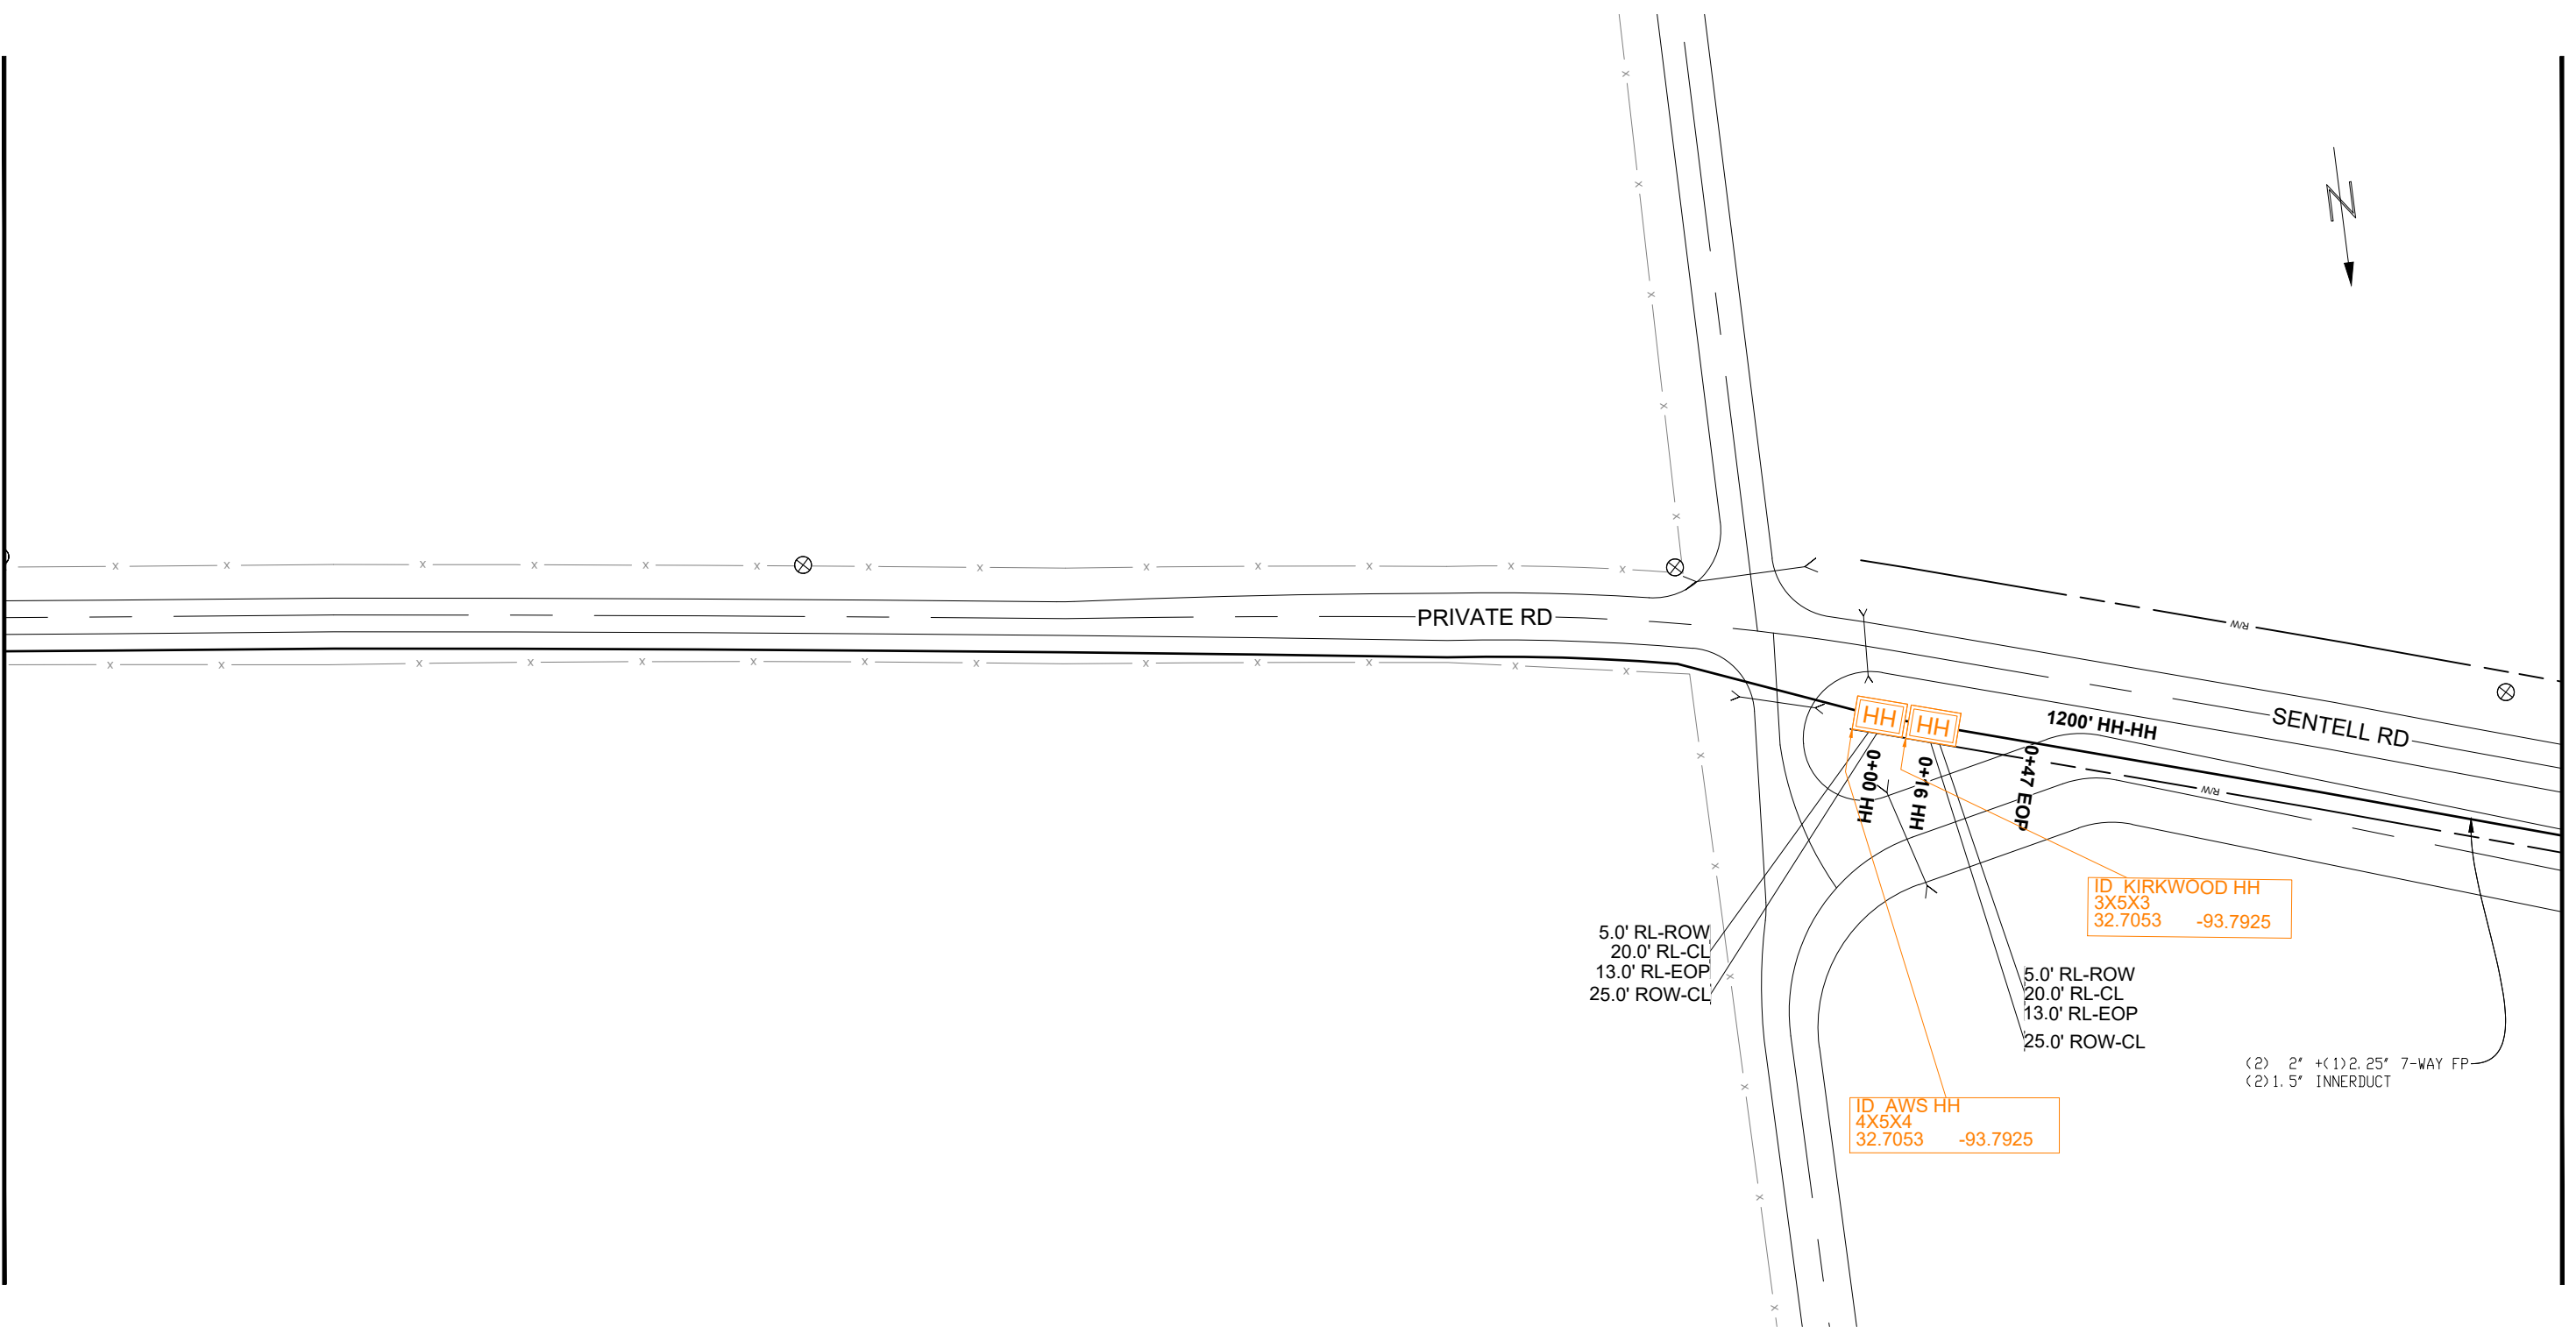 N
R/W
PRIVATE RD
SENTELL RD
HH
HH
1200' HH-HH
0+00 HH
0+16 HH
0+47 EOP
R/W
ID KIRKWOOD HH
3X5X3
32.7053 -93.7925
5.0' RL-ROW
20.0' RL-CL
13.0' RL-EOP
25.0' ROW-CL
5.0' RL-ROW
20.0' RL-CL
13.0' RL-EOP
25.0' ROW-CL
(2) 2" +(1)2.25" 7-WAY FP
(2)1.5" INNERDUCT
ID AWS HH
4X5X4
32.7053 -93.7925